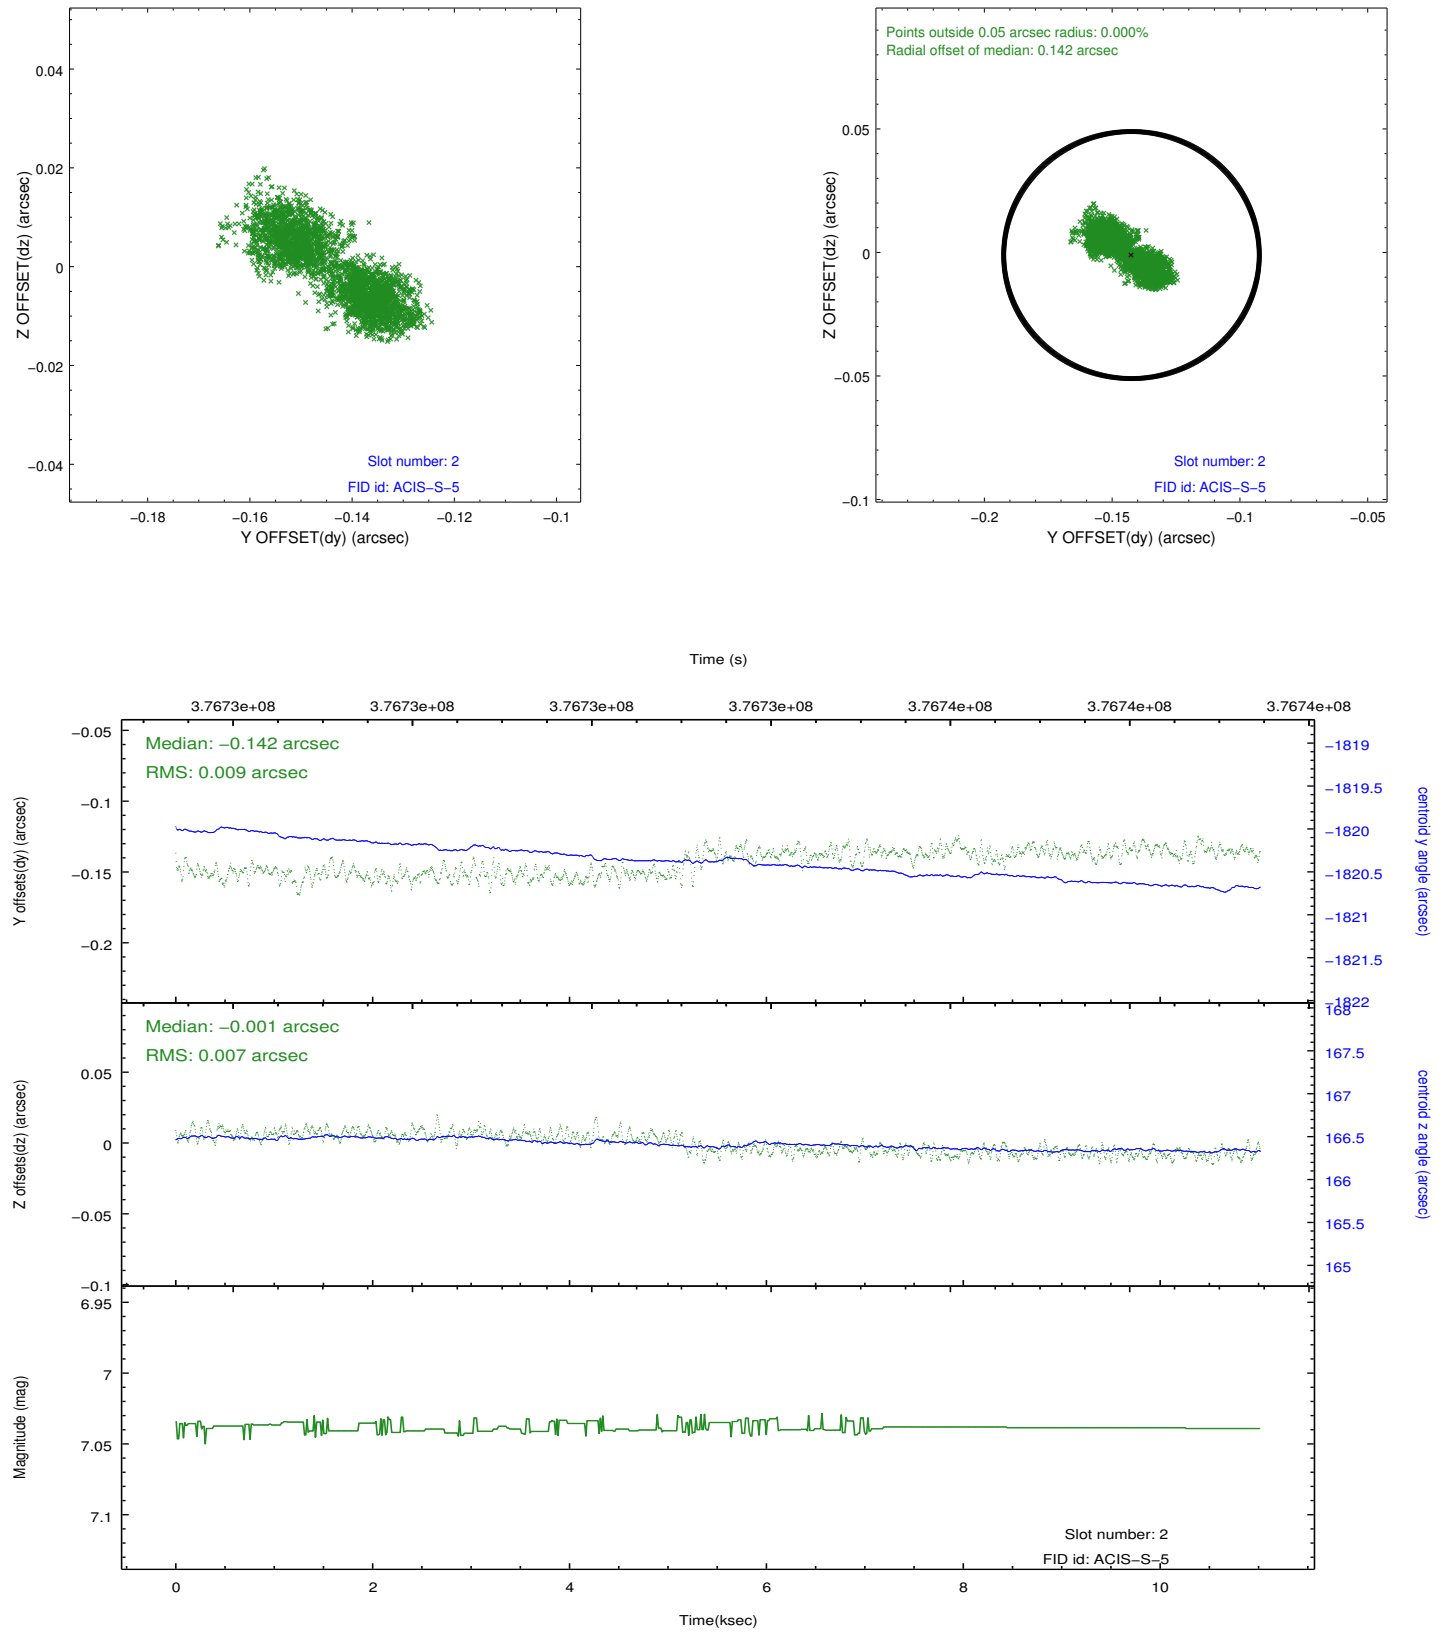 0.04
0.02
0
−0.02
−0.04
Z OFFSET(dz) (arcsec)
Slot number: 2
FID id: ACIS−S−5
−0.18 −0.16 −0.14 −0.12 −0.1
Y OFFSET(dy) (arcsec)
Points outside 0.05 arcsec radius: 0.000%
Radial offset of median: 0.142 arcsec
0.05
0
−0.05
−0.1
Z OFFSET(dz) (arcsec)
Slot number: 2
FID id: ACIS−S−5
−0.2 −0.15 −0.1 −0.05
Y OFFSET(dy) (arcsec)
Time (s)
3.7673e+08 3.7673e+08 3.7673e+08 3.7673e+08 3.7674e+08 3.7674e+08 3.7674e+08
Median: −0.142 arcsec
RMS: 0.009 arcsec
−0.05
−0.1
−0.15
−0.2
Y offsets(dy) (arcsec)
−1819
−1819.5
−1820
−1820.5
−1821
−1821.5
−1822
centroid y angle (arcsec)
Median: −0.001 arcsec
RMS: 0.007 arcsec
0.05
0
−0.05
−0.1
Z offsets(dz) (arcsec)
168
167.5
167
166.5
166
165.5
165
centroid z angle (arcsec)
6.95
7
7.05
7.1
Magnitude (mag)
Slot number: 2
FID id: ACIS−S−5
0 2 4 6 8 10
Time(ksec)